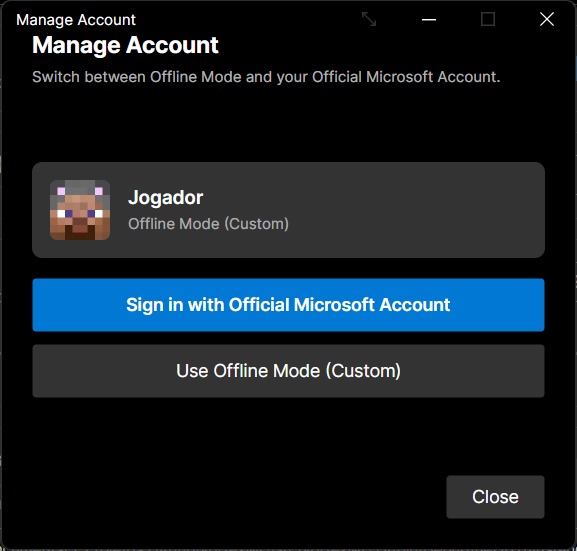 Manage Account
Manage Account
Switch between Offline Mode and your Official Microsoft Account.
Jogador
Offline Mode (Custom)
Sign in with Official Microsoft Account
Use Offline Mode (Custom)
Close